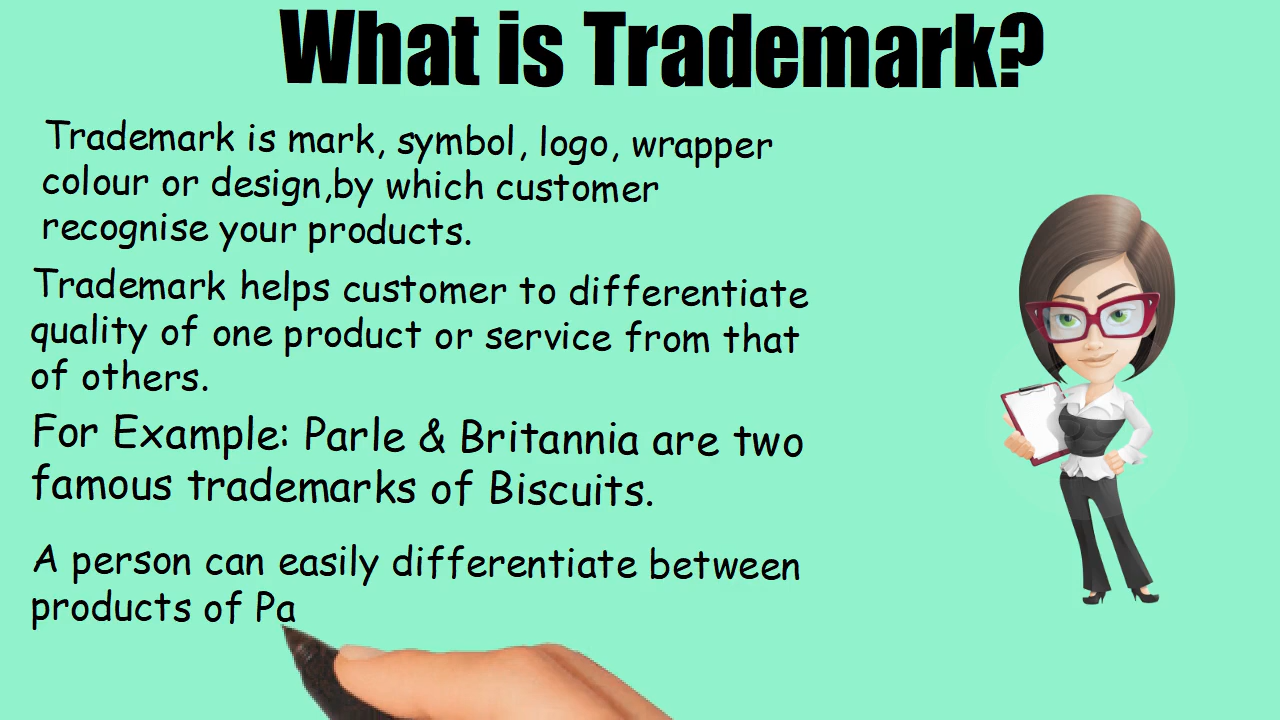 What is Trademark?
Trademark is mark, symbol, logo, wrapper
colour or design,by which customer
recognise your products.
Trademark helps customer to differentiate
quality of one product or service from that
of others.
For Example: Parle & Britannia are two
famous trademarks of Biscuits.
A person can easily differentiate between
products of Pa